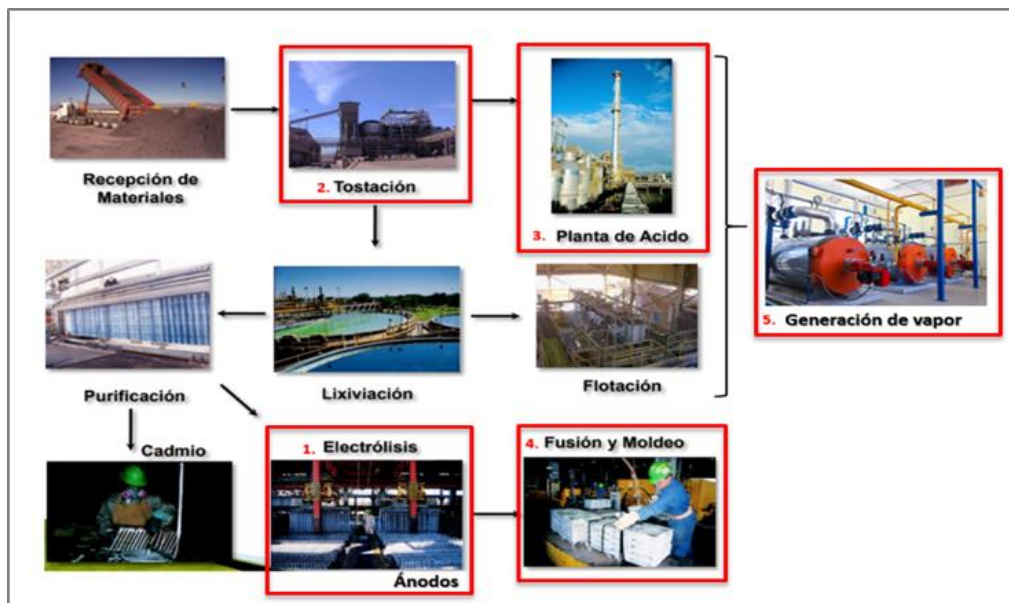 Recepción de
Materiales
2. Tostación
3. Planta de Acido
5. Generación de vapor
Purificación
Lixiviación
Flotación
Cadmio
1. Electrólisis
Ánodos
4. Fusión y Moldeo